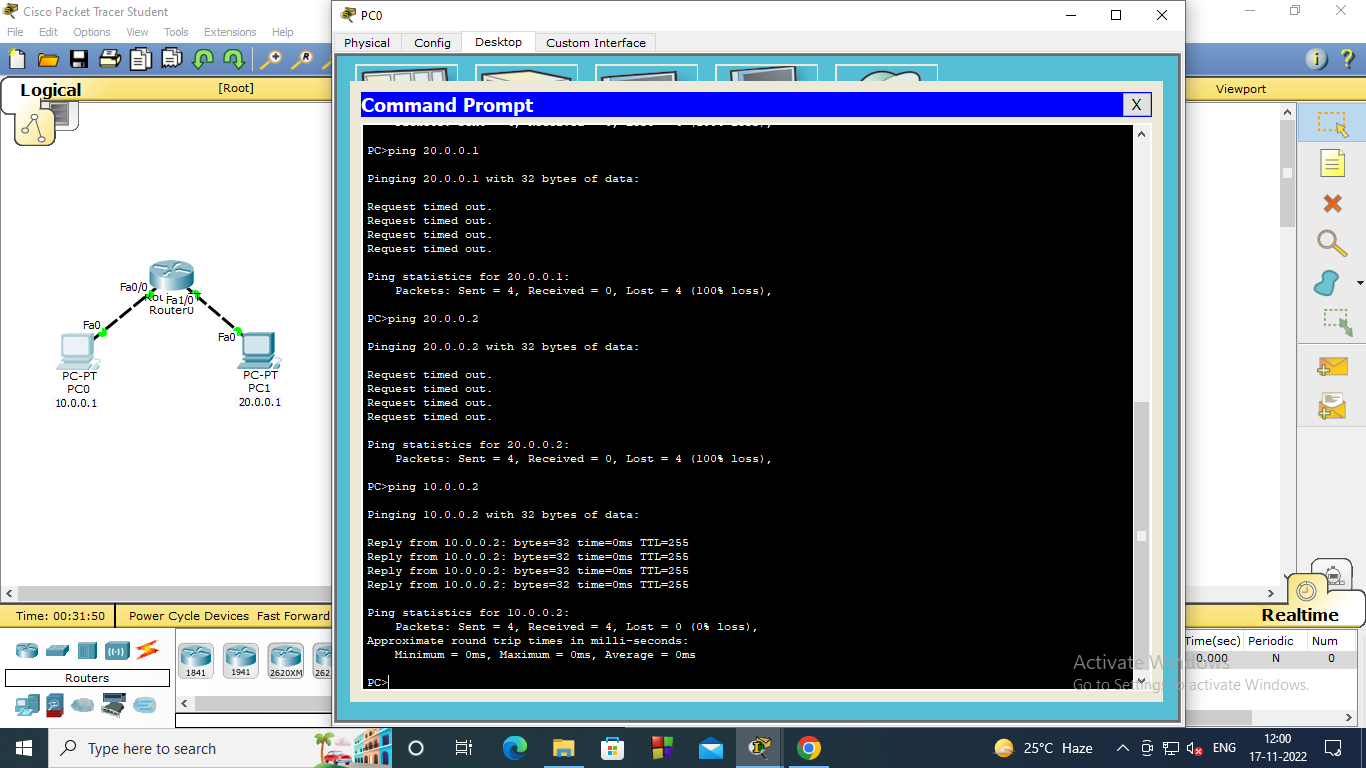 Cisco Packet Tracer Student
File Edit Options View Tools Extensions Help
Logical
[Root]
Viewport
PC0
Physical Config Desktop Custom Interface
Command Prompt
X
PC>ping 20.0.0.1
Pinging 20.0.0.1 with 32 bytes of data:
Request timed out.
Request timed out.
Request timed out.
Request timed out.
Ping statistics for 20.0.0.1:
Packets: Sent = 4, Received = 0, Lost = 4 (100% loss),
PC>ping 20.0.0.2
Pinging 20.0.0.2 with 32 bytes of data:
Request timed out.
Request timed out.
Request timed out.
Request timed out.
Ping statistics for 20.0.0.2:
Packets: Sent = 4, Received = 0, Lost = 4 (100% loss),
PC>ping 10.0.0.2
Pinging 10.0.0.2 with 32 bytes of data:
Reply from 10.0.0.2: bytes=32 time=0ms TTL=255
Reply from 10.0.0.2: bytes=32 time=0ms TTL=255
Reply from 10.0.0.2: bytes=32 time=0ms TTL=255
Reply from 10.0.0.2: bytes=32 time=0ms TTL=255
Ping statistics for 10.0.0.2:
Packets: Sent = 4, Received = 4, Lost = 0 (0% loss),
Approximate round trip times in milli-seconds:
Minimum = 0ms, Maximum = 0ms, Average = 0ms
PC>
Fa0/0
Fa1/0
Router0
Fa0
Fa0
PC-PT
PC0
10.0.0.1
PC-PT
PC1
20.0.0.1
Time: 00:31:50 Power Cycle Devices Fast Forward
Realtime
Routers
1841 1941 2620XM
Time(sec) Periodic Num
0.000 N 0
Activate Windows
Go to Settings to activate Windows.
Type here to search
25°C Haze
ENG
12:00
17-11-2022